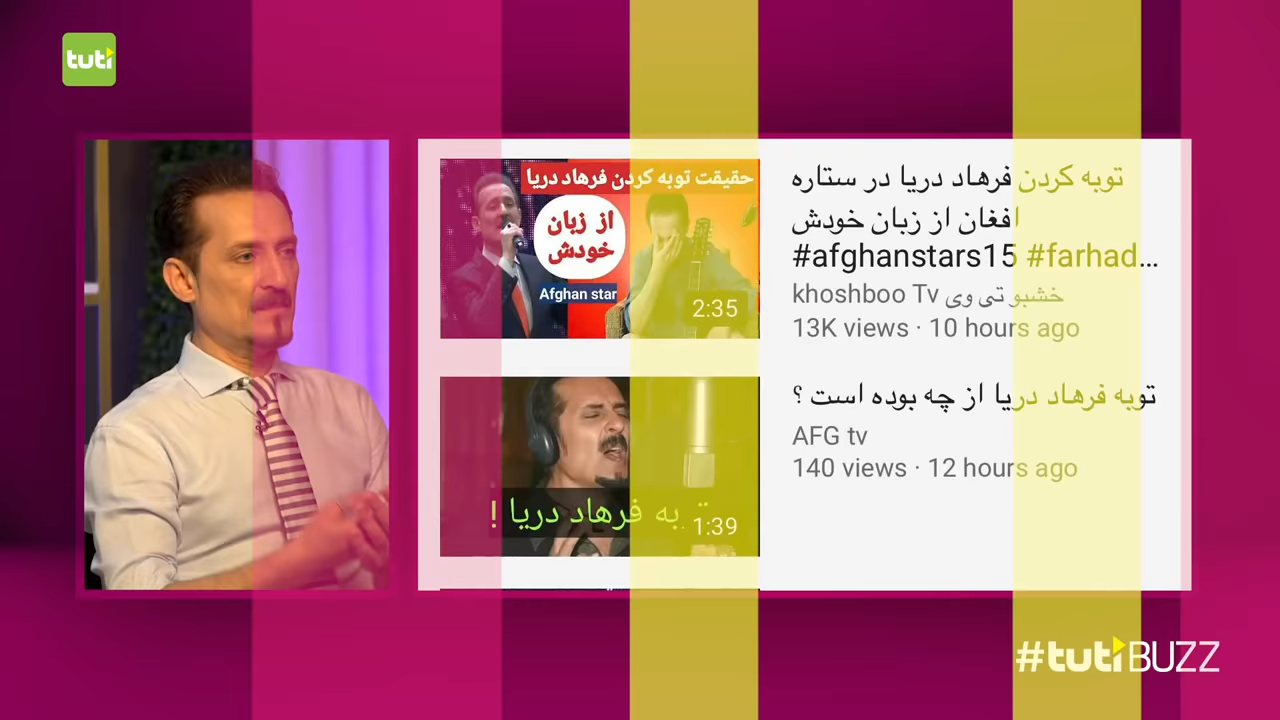 tuti
حقیقت توبه کردن فرهاد دریا
از زبان
خودش
Afghan star
2:35
توبه کردن فرهاد دریا در ستاره
افغان از زبان خودش
#afghanstars15 #farhad...
khoshboo Tv خشبو تی وی
13K views · 10 hours ago
به فرهاد دریا !
1:39
توبه فرهاد دریا از چه بوده است ؟
AFG tv
140 views · 12 hours ago
#tutiBUZZ